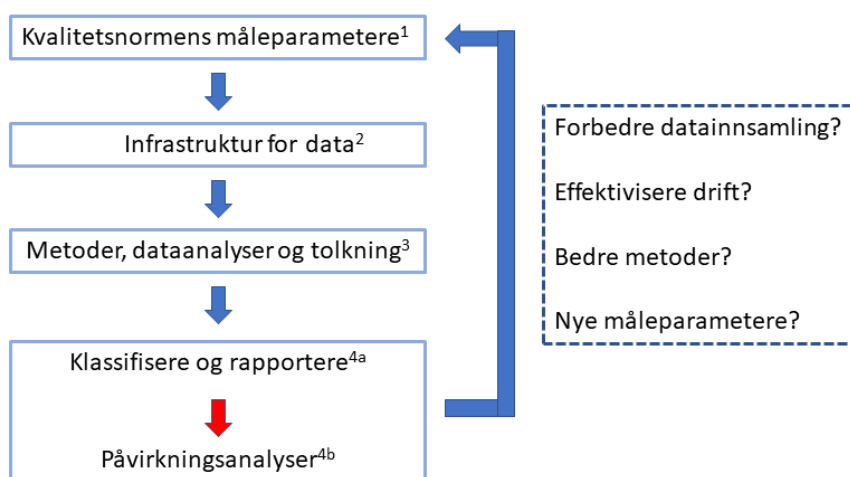 Kvalitetsnormens måleparametere¹
Infrastruktur for data²
Metoder, dataanalyser og tolkning³
Klassifisere og rapportere⁴ᵃ
Påvirkningsanalyser⁴ᵇ
Forbedre datainnsamling?
Effektivisere drift?
Bedre metoder?
Nye måleparametere?